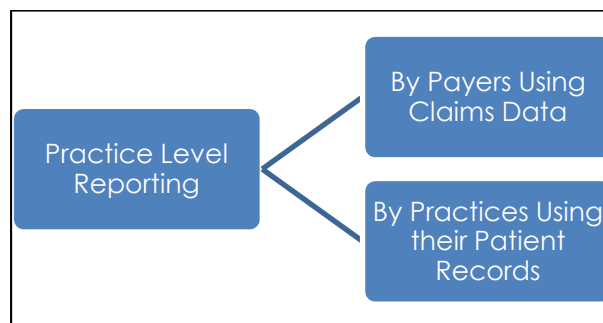 Practice Level
Reporting
By Payers Using
Claims Data
By Practices Using
their Patient
Records